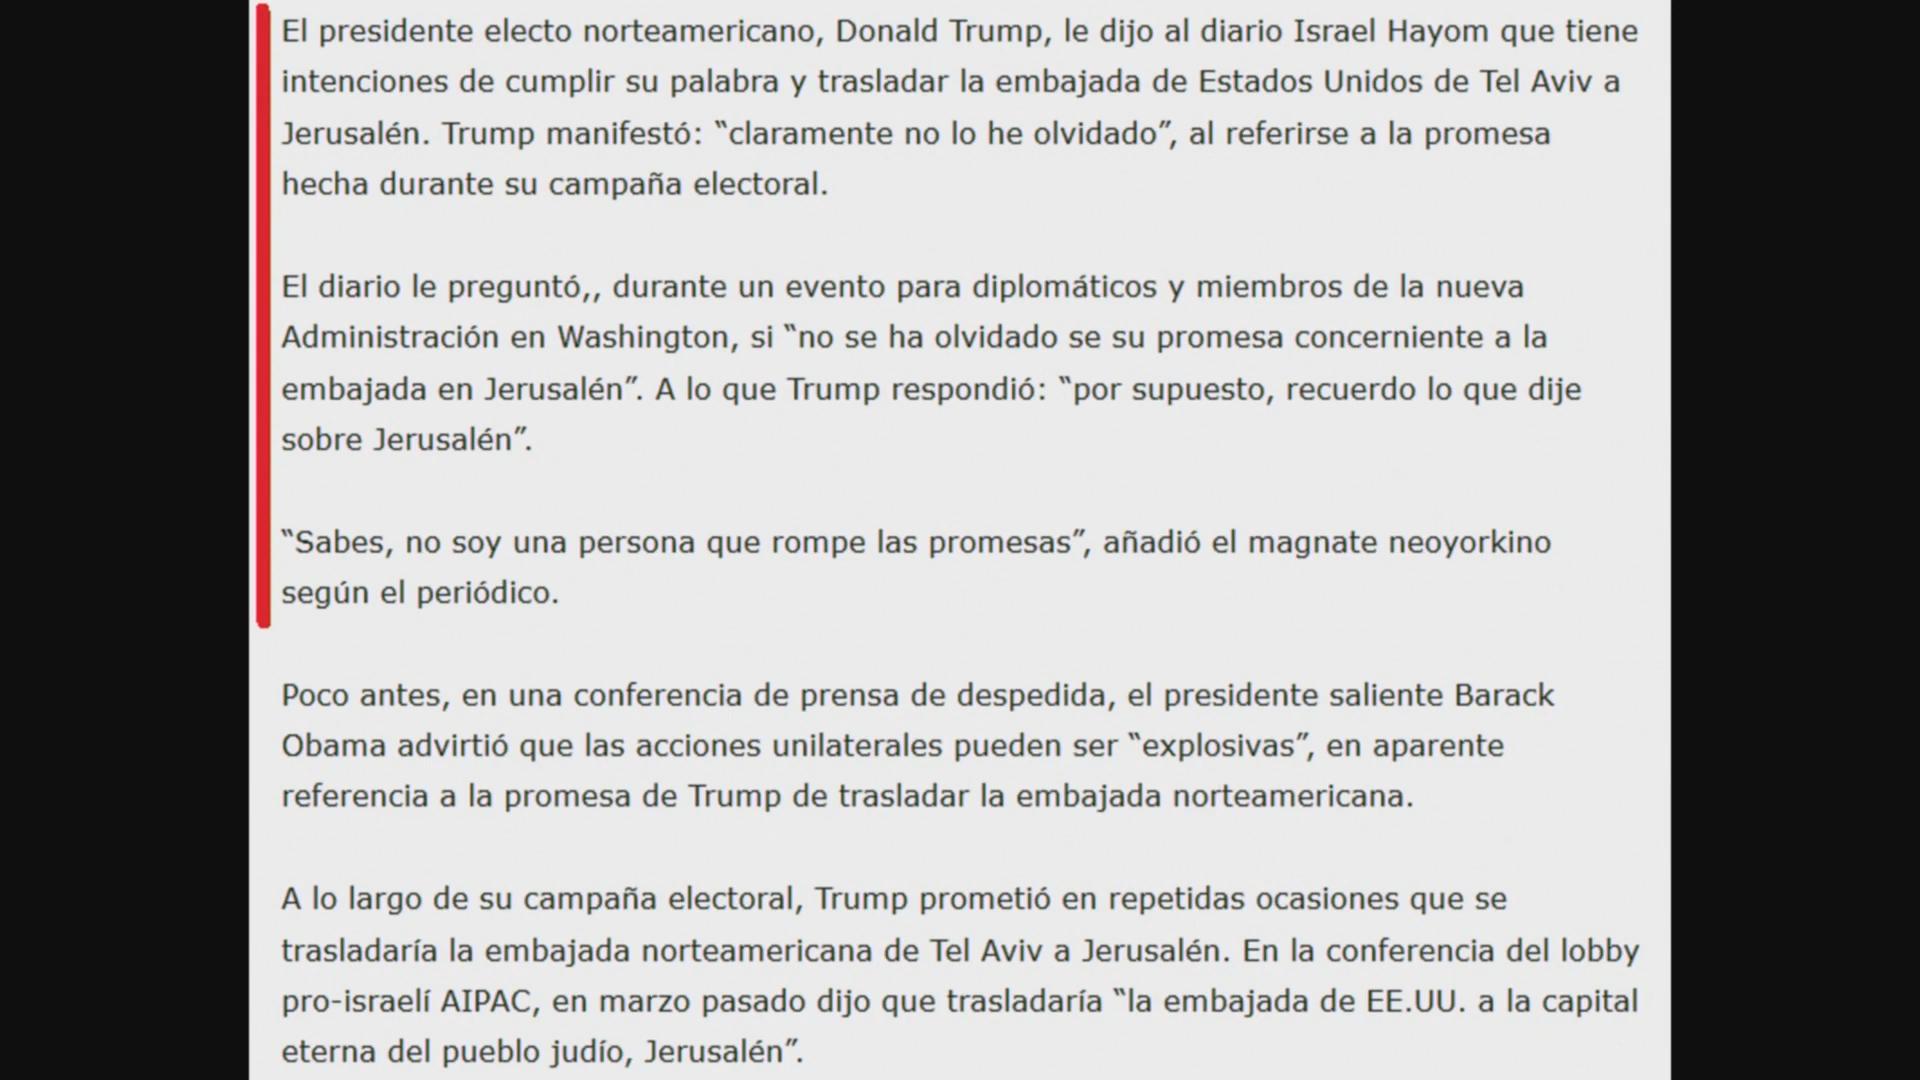 El presidente electo norteamericano, Donald Trump, le dijo al diario Israel Hayom que tiene
intenciones de cumplir su palabra y trasladar la embajada de Estados Unidos de Tel Aviv a
Jerusalén. Trump manifestó: “claramente no lo he olvidado”, al referirse a la promesa
hecha durante su campaña electoral.
El diario le preguntó,, durante un evento para diplomáticos y miembros de la nueva
Administración en Washington, si “no se ha olvidado se su promesa concerniente a la
embajada en Jerusalén”. A lo que Trump respondió: “por supuesto, recuerdo lo que dije
sobre Jerusalén”.
“Sabes, no soy una persona que rompe las promesas”, añadió el magnate neoyorkino
según el periódico.
Poco antes, en una conferencia de prensa de despedida, el presidente saliente Barack
Obama advirtió que las acciones unilaterales pueden ser “explosivas”, en aparente
referencia a la promesa de Trump de trasladar la embajada norteamericana.
A lo largo de su campaña electoral, Trump prometió en repetidas ocasiones que se
trasladaría la embajada norteamericana de Tel Aviv a Jerusalén. En la conferencia del lobby
pro-israelí AIPAC, en marzo pasado dijo que trasladaría “la embajada de EE.UU. a la capital
eterna del pueblo judío, Jerusalén”.